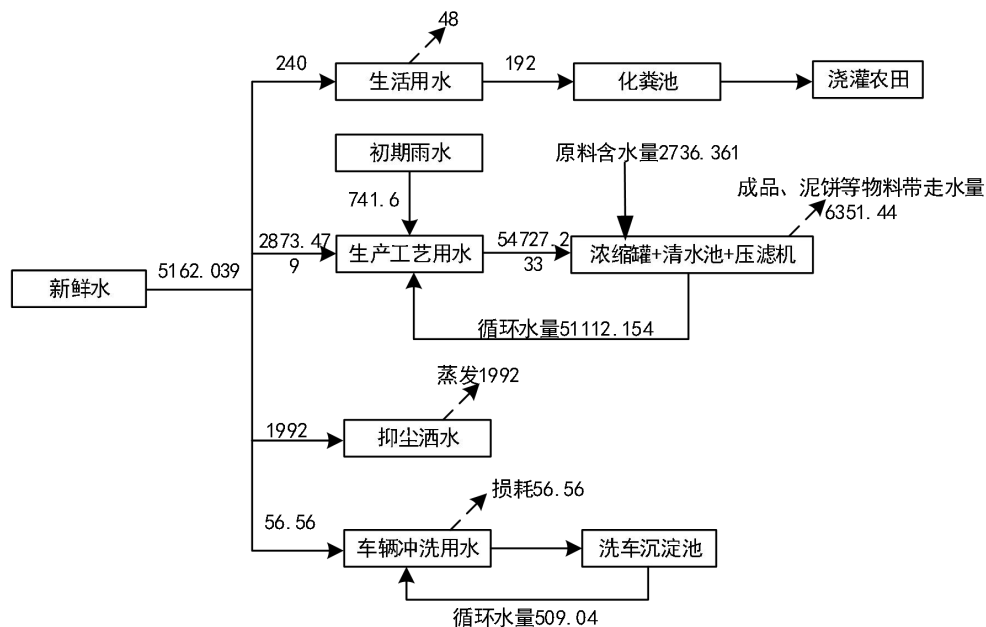 48
240
生活用水
192
化粪池
浇灌农田
初期雨水
原料含水量2736.361
741.6
成品、泥饼等物料带走水量
6351.44
2873.47
9
生产工艺用水
54727.2
33
浓缩罐+清水池+压滤机
5162.039
新鲜水
循环水量51112.154
蒸发1992
1992
抑尘洒水
损耗56.56
56.56
车辆冲洗用水
洗车沉淀池
循环水量509.04